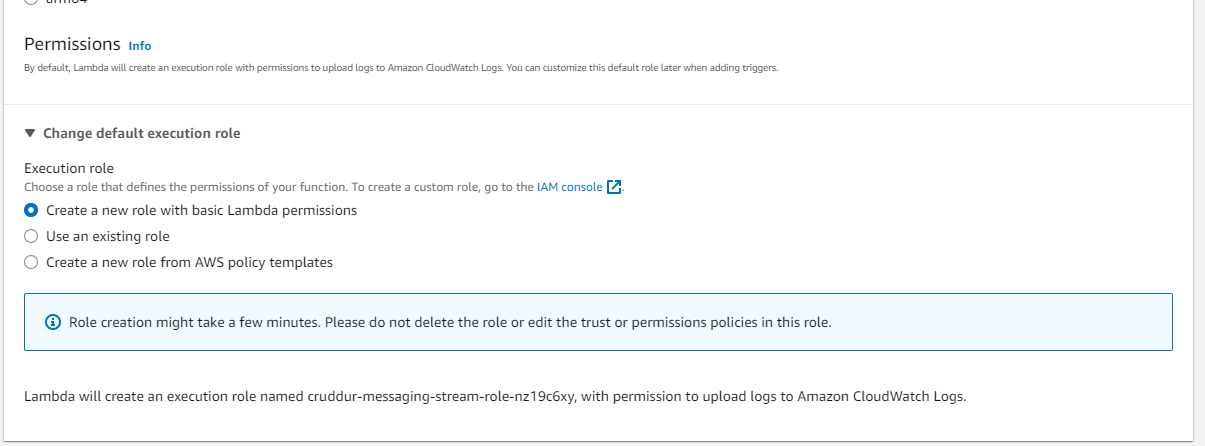 Permissions Info
By default, Lambda will create an execution role with permissions to upload logs to Amazon CloudWatch Logs. You can customize this default role later when adding triggers.
Change default execution role
Execution role
Choose a role that defines the permissions of your function. To create a custom role, go to the IAM console.
Create a new role with basic Lambda permissions
Use an existing role
Create a new role from AWS policy templates
Role creation might take a few minutes. Please do not delete the role or edit the trust or permissions policies in this role.
Lambda will create an execution role named cruddur-messaging-stream-role-nz19c6xy, with permission to upload logs to Amazon CloudWatch Logs.